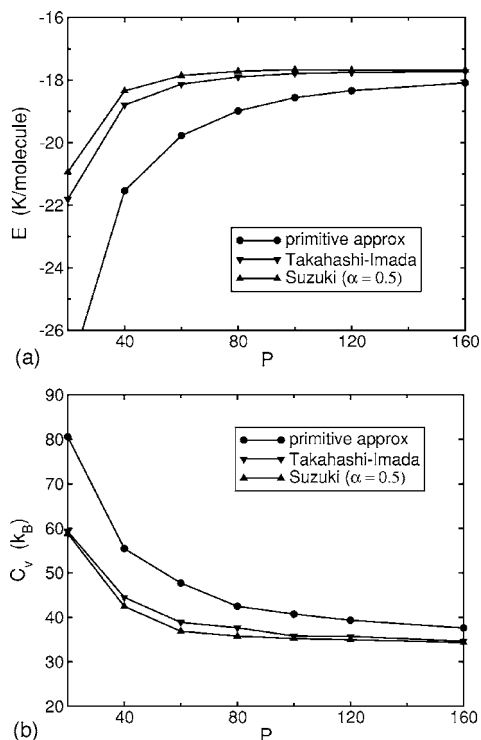 -16
-18
-20
-22
-24
-26
E (K/molecule)
primitive approx
Takahashi-Imada
Suzuki (α = 0.5)
40
80
120
160
P
(a)
90
80
70
60
50
40
30
20
C_v (k_B)
primitive approx
Takahashi-Imada
Suzuki (α = 0.5)
40
80
120
160
P
(b)